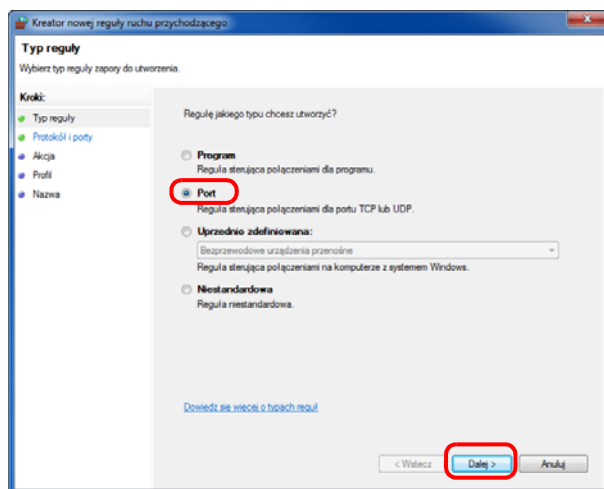 Kreator nowej reguły ruchu przychodzącego
Typ reguły
Wybierz typ reguły zapory do utworzenia.
Kroki:
Typ reguły
Protokół i porty
Akcja
Profil
Nazwa
Regułę jakiego typu chcesz utworzyć?
Program
Reguła sterująca połączeniami dla programu.
Port
Reguła sterująca połączeniami dla portu TCP lub UDP.
Uprzednio zdefiniowana:
Bezprzewodowe urządzenia przenośne
Reguła sterująca połączeniami na komputerze z systemem Windows.
Niestandardowa
Reguła niestandardowa.
Dowiedz się więcej o typach reguł
< Wstecz
Dalej >
Anuluj